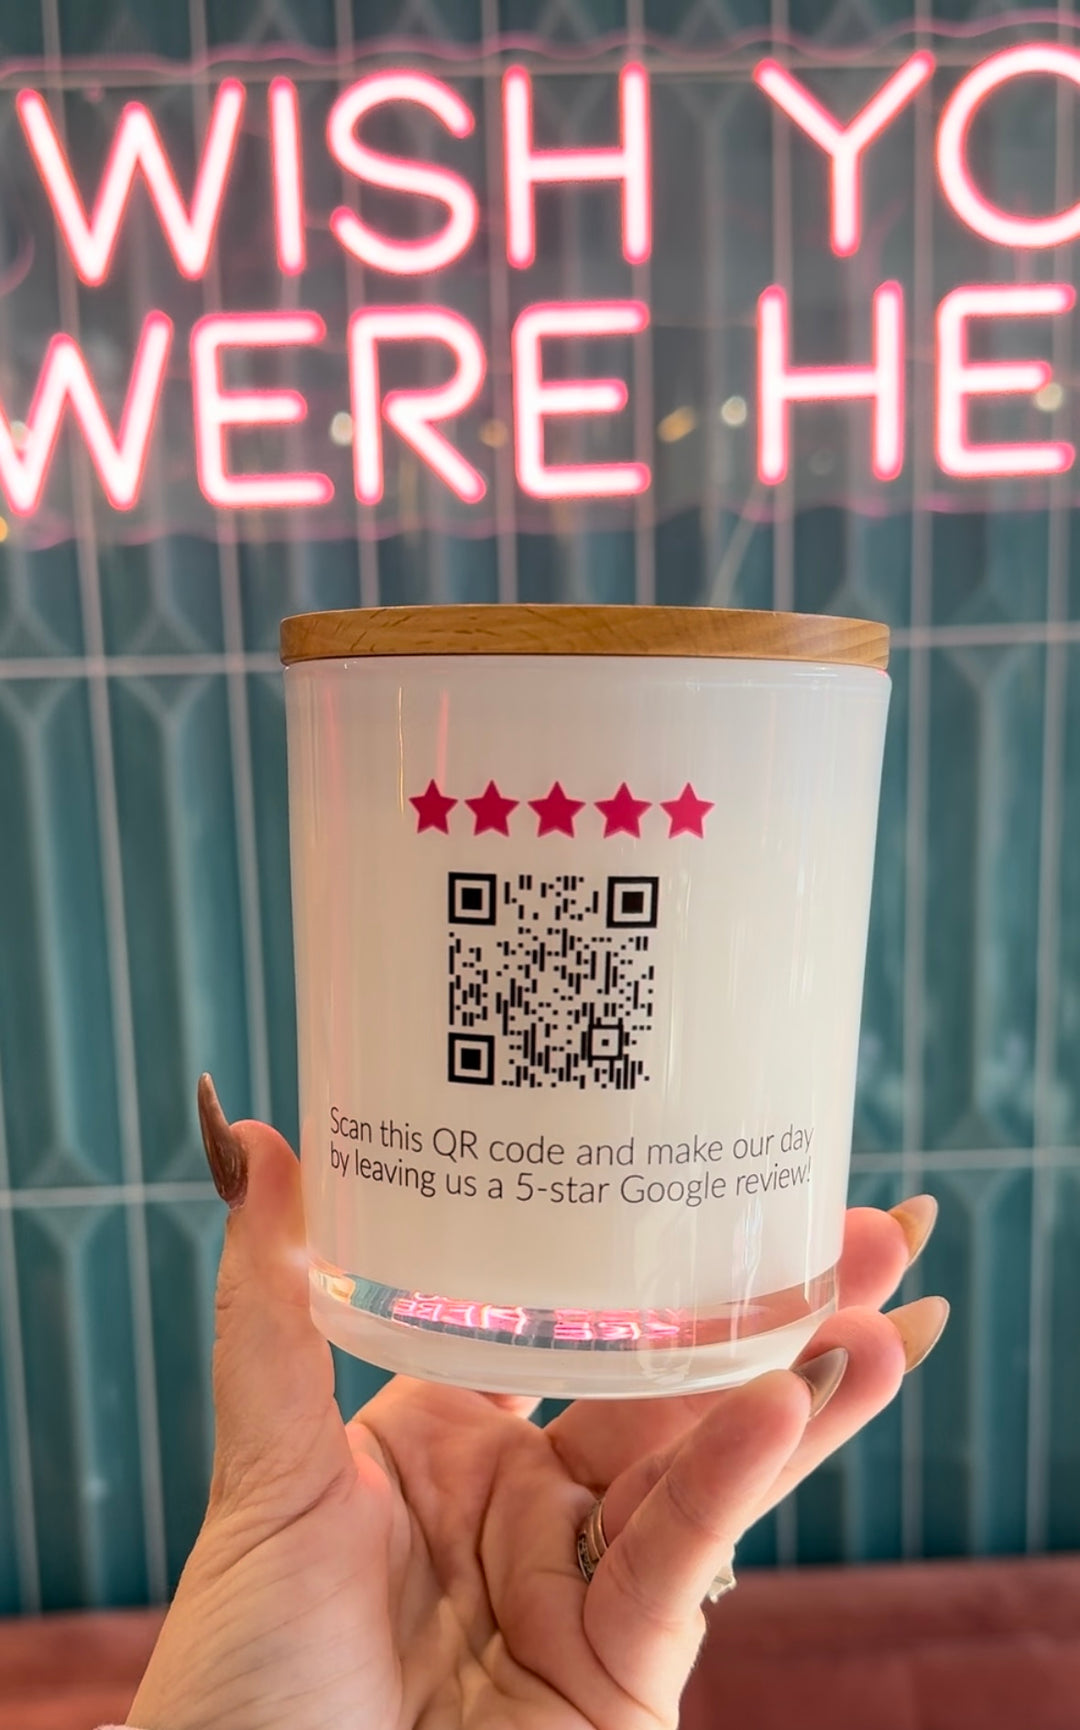 WISH YO
WERE HE
Scan this QR code and make our day
by leaving us a 5-star Google review!